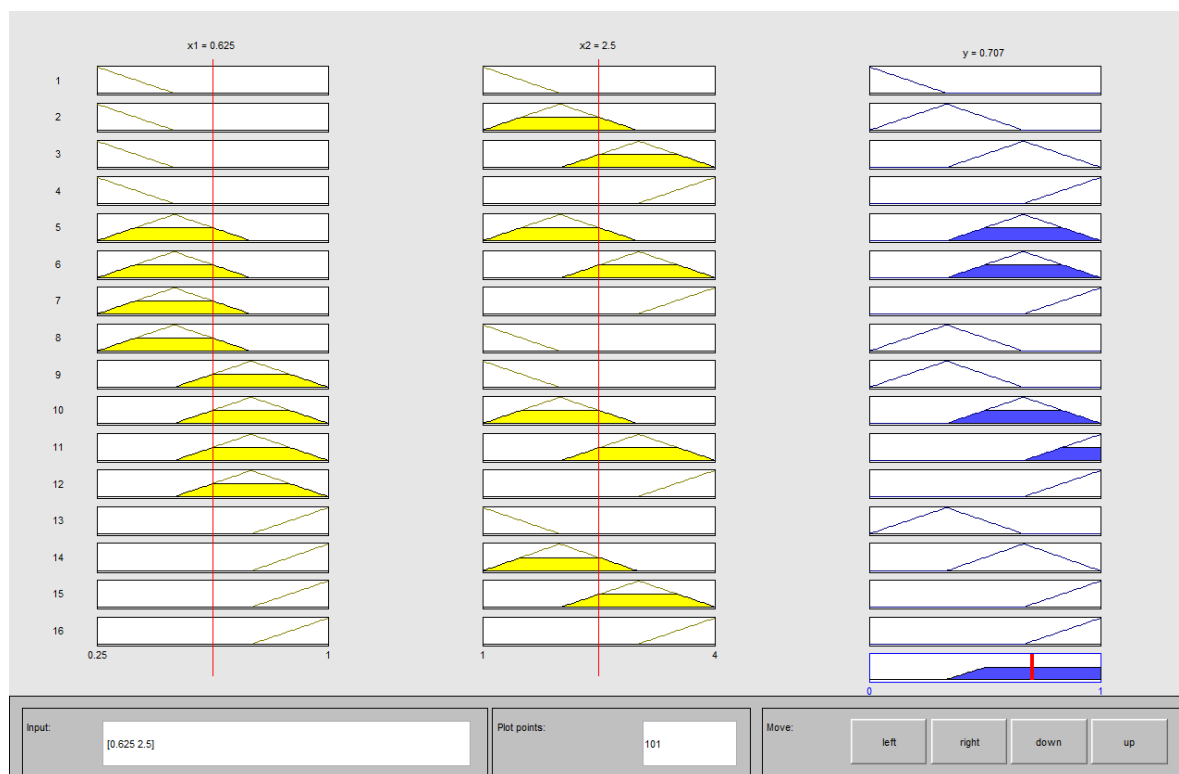 x1 = 0.625
x2 = 2.5
y = 0.707
1
2
3
4
5
6
7
8
9
10
11
12
13
14
15
16
0.25
1
1
4
0
1
Input:
[0.625 2.5]
Plot points:
101
Move:
left
right
down
up